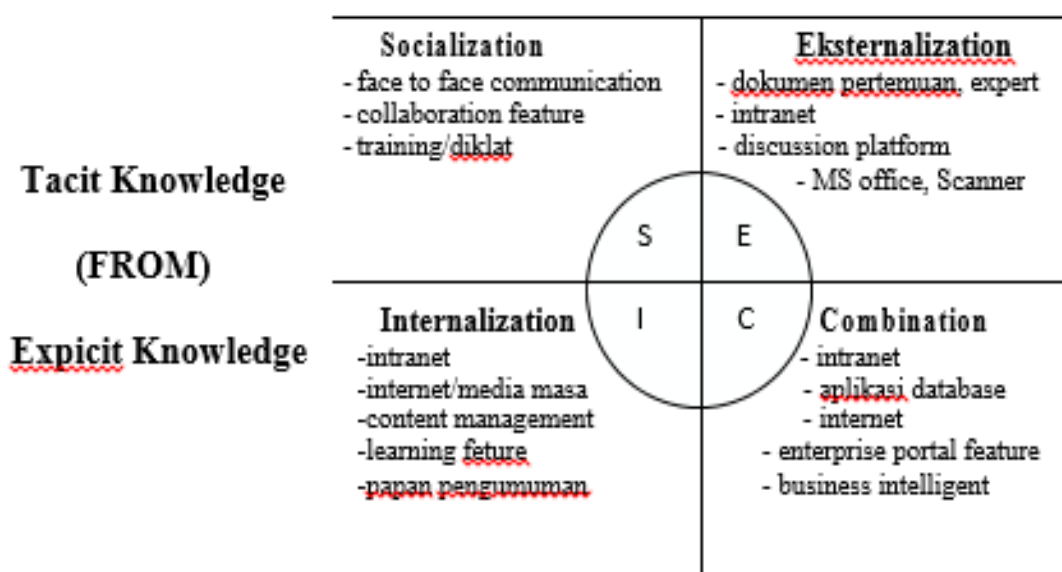 Socialization
- face to face communication
- collaboration feature
- training/diklat
Eksternalization
- dokumen pertemuan, expert
- intranet
- discussion platform
- MS office, Scanner
Tacit Knowledge
(FROM)
Expicit Knowledge
S
E
I
C
Internalization
-intranet
-internet/media masa
-content management
-learning feture
-papan pengumuman
Combination
- intranet
- aplikasi database
- internet
- enterprise portal feature
- business intelligent